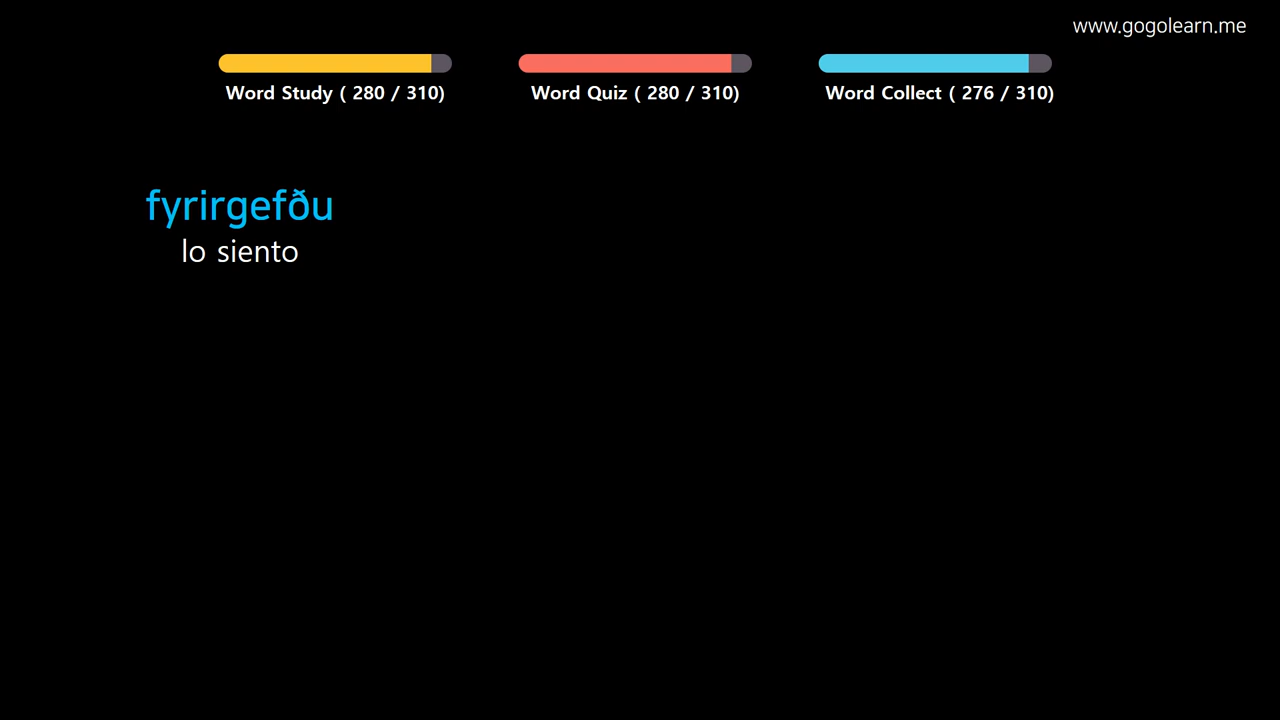 www.gogolearn.me
Word Study ( 280 / 310)
Word Quiz ( 280 / 310)
Word Collect ( 276 / 310)
fyrirgefðu
lo siento